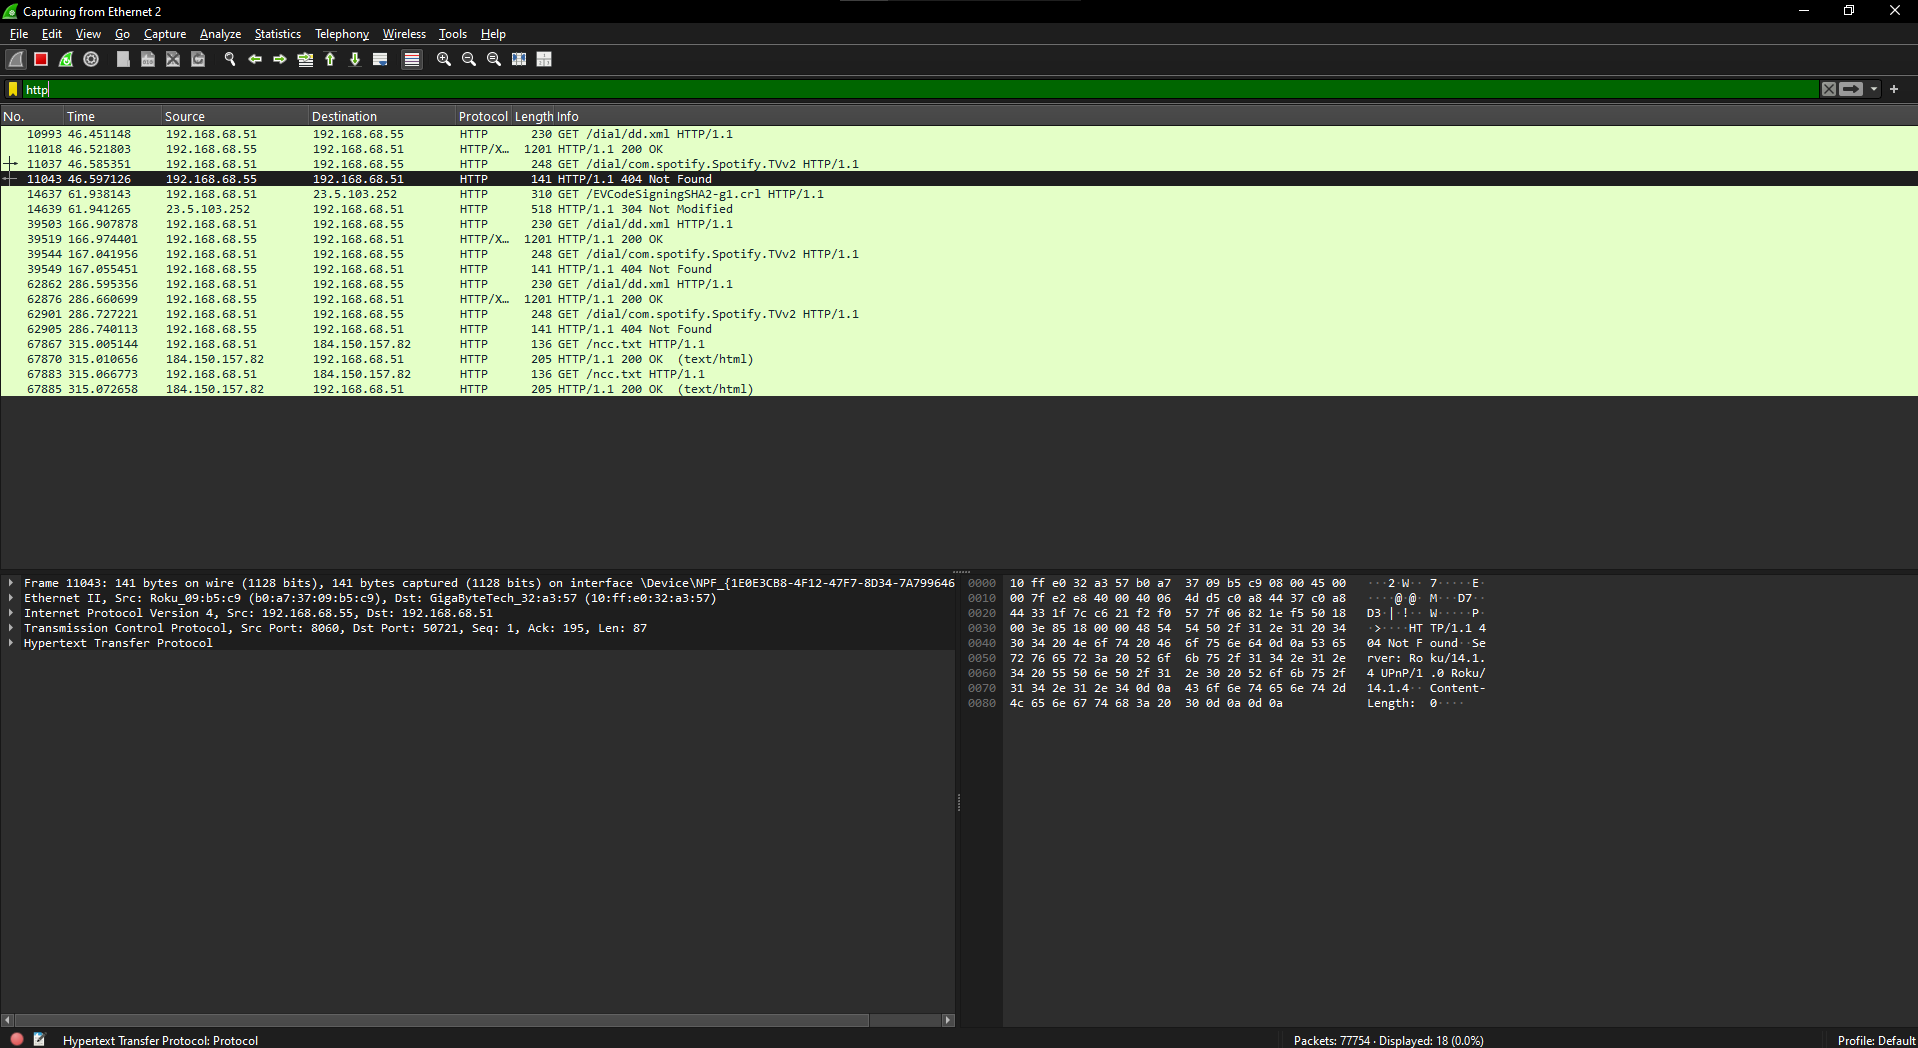 Capturing from Ethernet 2
File Edit View Go Capture Analyze Statistics Telephony Wireless Tools Help
http
No. Time Source Destination Protocol Length Info
10993 46.451148 192.168.68.51 192.168.68.55 HTTP 230 GET /dial/dd.xml HTTP/1.1
11018 46.521803 192.168.68.55 192.168.68.51 HTTP/X… 1201 HTTP/1.1 200 OK
11037 46.585351 192.168.68.51 192.168.68.55 HTTP 248 GET /dial/com.spotify.Spotify.TVv2 HTTP/1.1
11043 46.597126 192.168.68.55 192.168.68.51 HTTP 141 HTTP/1.1 404 Not Found
14637 61.938143 192.168.68.51 23.5.103.252 HTTP 310 GET /EVCodeSigningSHA2-g1.crl HTTP/1.1
14639 61.941265 23.5.103.252 192.168.68.51 HTTP 518 HTTP/1.1 304 Not Modified
39503 166.907878 192.168.68.51 192.168.68.55 HTTP 230 GET /dial/dd.xml HTTP/1.1
39519 166.974401 192.168.68.55 192.168.68.51 HTTP/X… 1201 HTTP/1.1 200 OK
39544 167.041956 192.168.68.51 192.168.68.55 HTTP 248 GET /dial/com.spotify.Spotify.TVv2 HTTP/1.1
39549 167.055451 192.168.68.55 192.168.68.51 HTTP 141 HTTP/1.1 404 Not Found
62862 286.595356 192.168.68.51 192.168.68.55 HTTP 230 GET /dial/dd.xml HTTP/1.1
62876 286.660699 192.168.68.55 192.168.68.51 HTTP/X… 1201 HTTP/1.1 200 OK
62901 286.727221 192.168.68.51 192.168.68.55 HTTP 248 GET /dial/com.spotify.Spotify.TVv2 HTTP/1.1
62905 286.740113 192.168.68.55 192.168.68.51 HTTP 141 HTTP/1.1 404 Not Found
67867 315.005144 192.168.68.51 184.150.157.82 HTTP 136 GET /ncc.txt HTTP/1.1
67870 315.010656 184.150.157.82 192.168.68.51 HTTP 205 HTTP/1.1 200 OK (text/html)
67883 315.066773 192.168.68.51 184.150.157.82 HTTP 136 GET /ncc.txt HTTP/1.1
67885 315.072658 184.150.157.82 192.168.68.51 HTTP 205 HTTP/1.1 200 OK (text/html)
Frame 11043: 141 bytes on wire (1128 bits), 141 bytes captured (1128 bits) on interface \Device\NPF_{1E0E3CB8-4F12-47F7-8D34-7A799646
Ethernet II, Src: Roku_09:b5:c9 (b0:a7:37:09:b5:c9), Dst: GigaByteTech_32:a3:57 (10:ff:e0:32:a3:57)
Internet Protocol Version 4, Src: 192.168.68.55, Dst: 192.168.68.51
Transmission Control Protocol, Src Port: 8060, Dst Port: 50721, Seq: 1, Ack: 195, Len: 87
Hypertext Transfer Protocol
0000 10 ff e0 32 a3 57 b0 a7 37 09 b5 c9 08 00 45 00 ···2·W·· 7·····E·
0010 00 7f e2 e8 40 00 40 06 4d d5 c0 a8 44 37 c0 a8 ····@·@· M···D7··
0020 44 33 1f 7c c6 21 f2 f0 57 7f 06 82 1e f5 50 18 D3·|·!·· W·····P·
0030 00 3e 85 18 00 00 48 54 54 50 2f 31 2e 31 20 34 ·>····HT TP/1.1 4
0040 30 34 20 4e 6f 74 20 46 6f 75 6e 64 0d 0a 53 65 04 Not F ound··Se
0050 72 76 65 72 3a 20 52 6f 6b 75 2f 31 34 2e 31 2e rver: Ro ku/14.1.
0060 34 20 55 50 6e 50 2f 31 2e 30 20 52 6f 6b 75 2f 4 UPnP/1 .0 Roku/
0070 31 34 2e 31 2e 34 0d 0a 43 6f 6e 74 65 6e 74 2d 14.1.4·· Content-
0080 4c 65 6e 67 74 68 3a 20 30 0d 0a 0d 0a Length: 0····
Hypertext Transfer Protocol: Protocol
Packets: 77754 · Displayed: 18 (0.0%)
Profile: Default